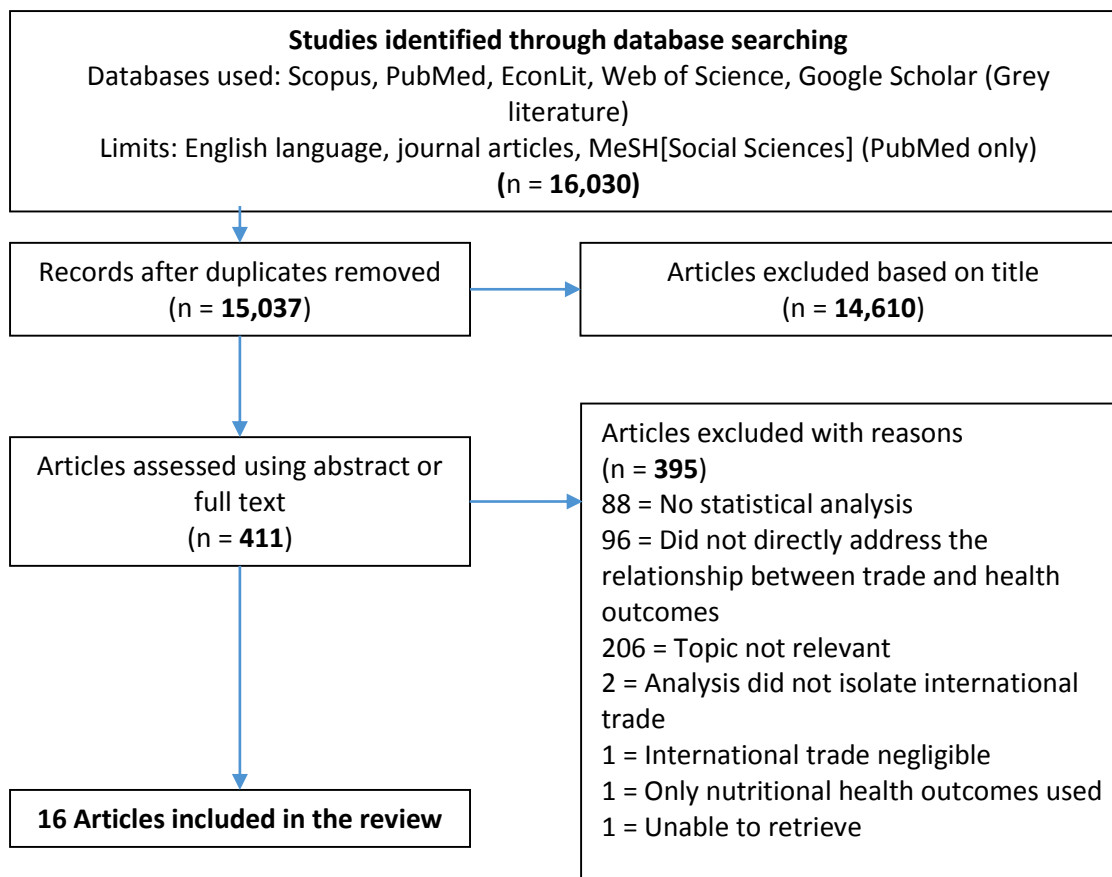 Studies identified through database searching
Databases used: Scopus, PubMed, EconLit, Web of Science, Google Scholar (Grey
literature)
Limits: English language, journal articles, MeSH[Social Sciences] (PubMed only)
(n = 16,030)
Records after duplicates removed
(n = 15,037)
Articles excluded based on title
(n = 14,610)
Articles assessed using abstract or
full text
(n = 411)
Articles excluded with reasons
(n = 395)
88 = No statistical analysis
96 = Did not directly address the
relationship between trade and health
outcomes
206 = Topic not relevant
2 = Analysis did not isolate international
trade
1 = International trade negligible
1 = Only nutritional health outcomes used
1 = Unable to retrieve
16 Articles included in the review